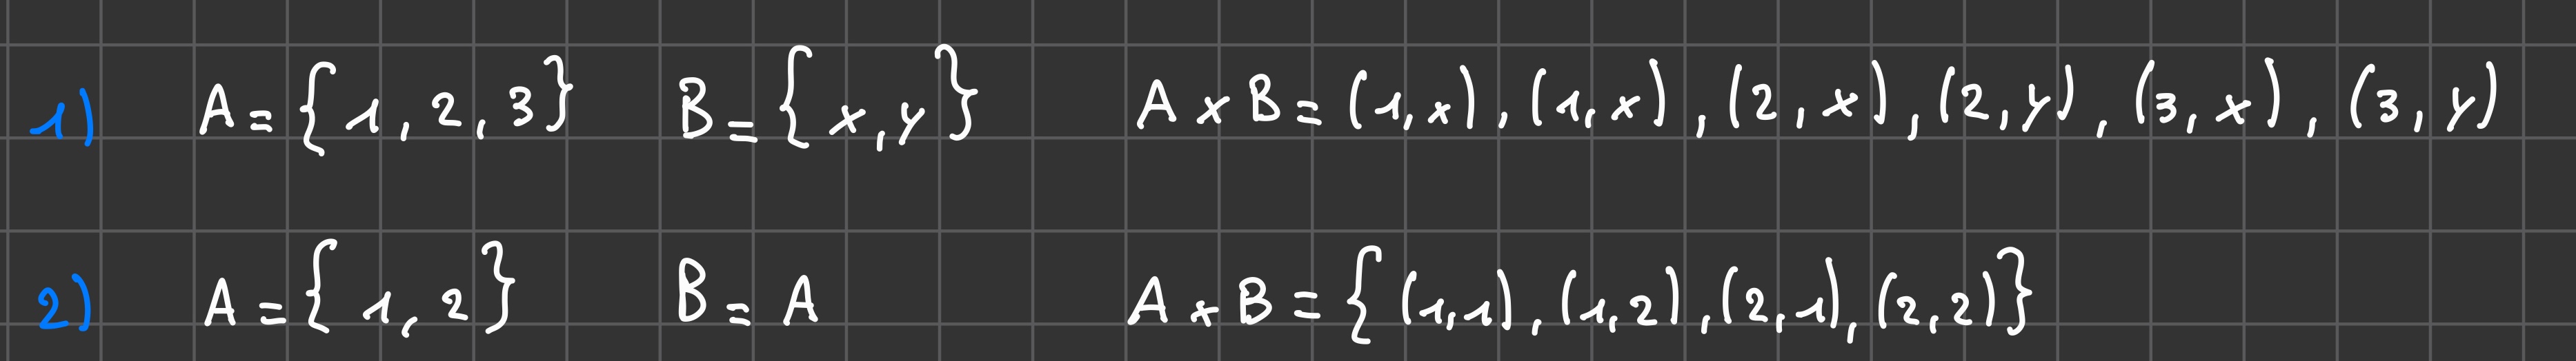 1) A = { 1, 2, 3 } B = { x, y } A × B = (1, x), (1, x), (2, x), (2, y), (3, x), (3, y)
2) A = { 1, 2 } B = A A × B = { (1,1), (1,2), (2,1), (2,2) }